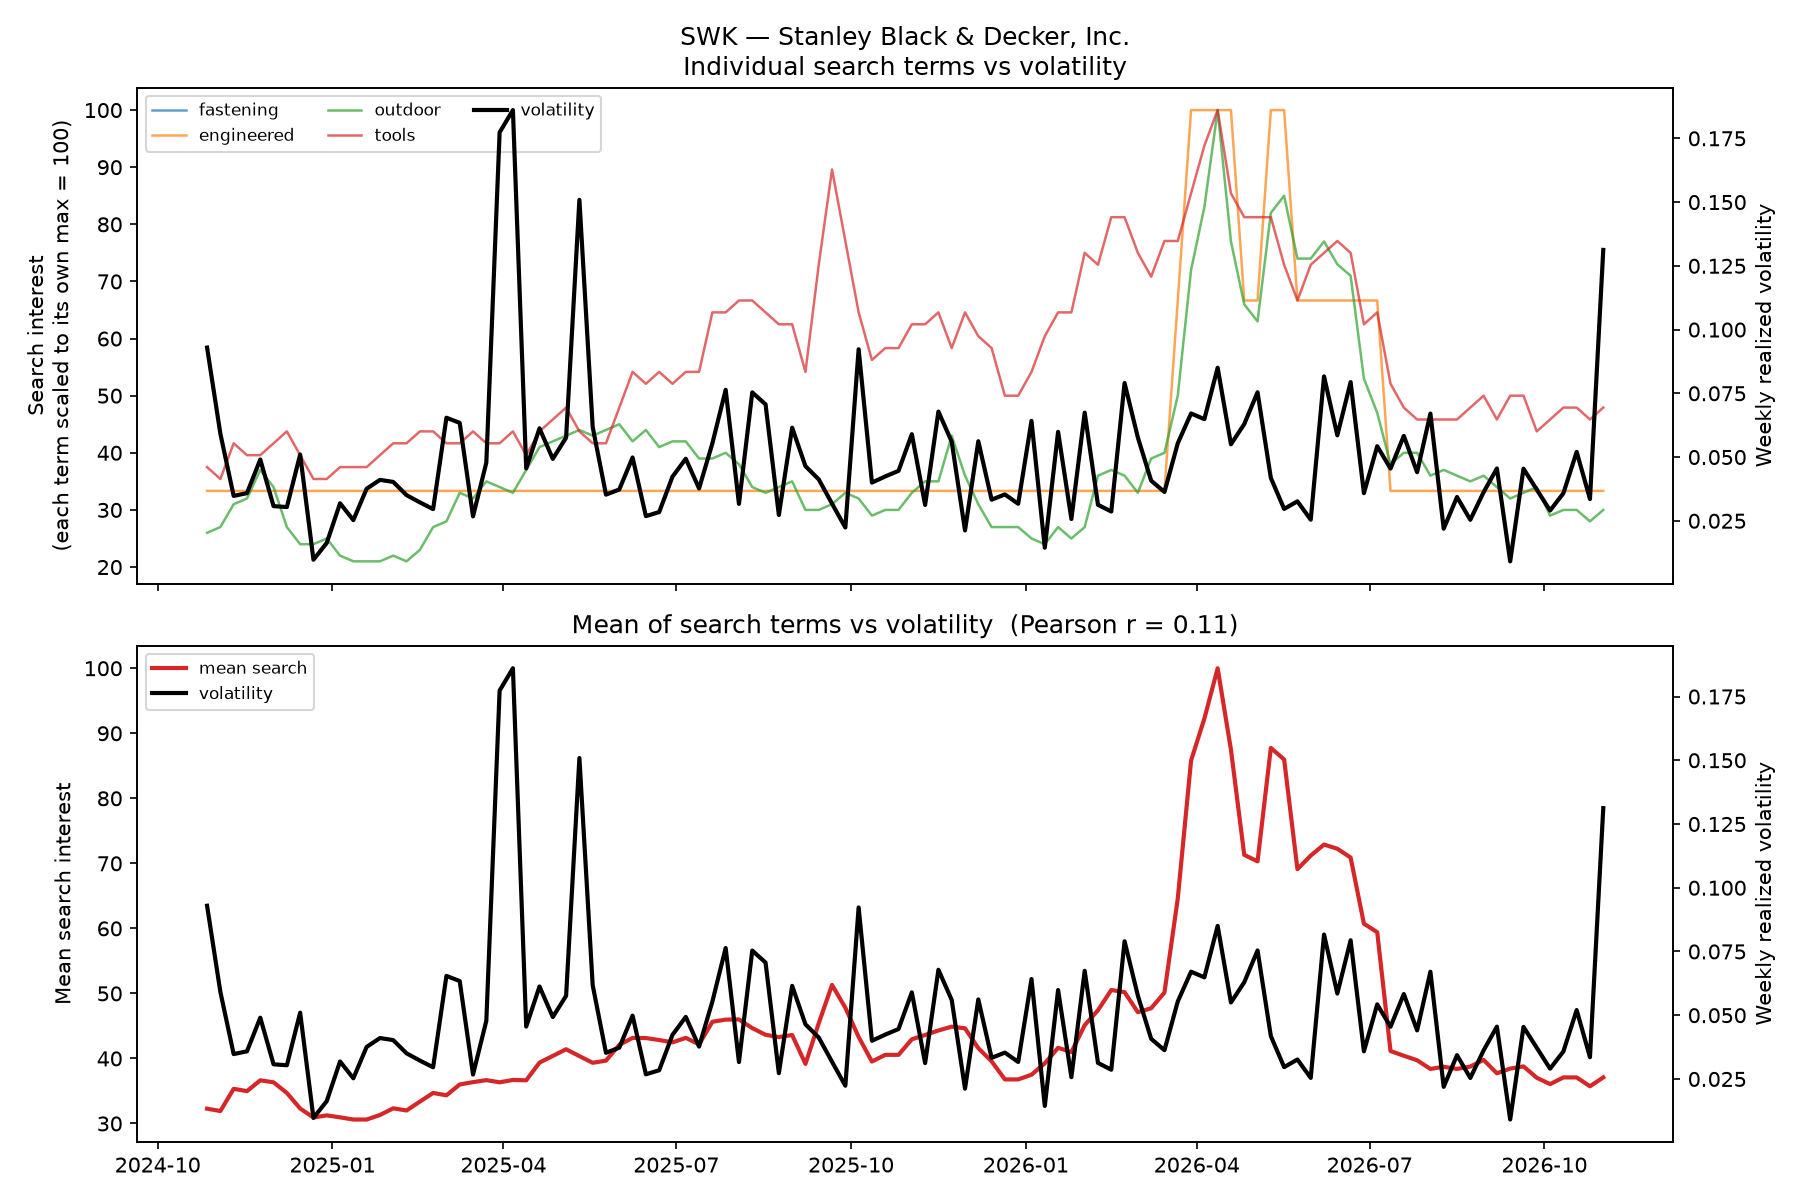 SWK — Stanley Black & Decker, Inc.
Individual search terms vs volatility
fastening
engineered
outdoor
tools
volatility
100
90
80
70
60
50
40
30
20
Search interest
(each term scaled to its own max = 100)
0.175
0.150
0.125
0.100
0.075
0.050
0.025
Weekly realized volatility
Mean of search terms vs volatility (Pearson r = 0.11)
mean search
volatility
100
90
80
70
60
50
40
30
Mean search interest
0.175
0.150
0.125
0.100
0.075
0.050
0.025
Weekly realized volatility
2024-10
2025-01
2025-04
2025-07
2025-10
2026-01
2026-04
2026-07
2026-10